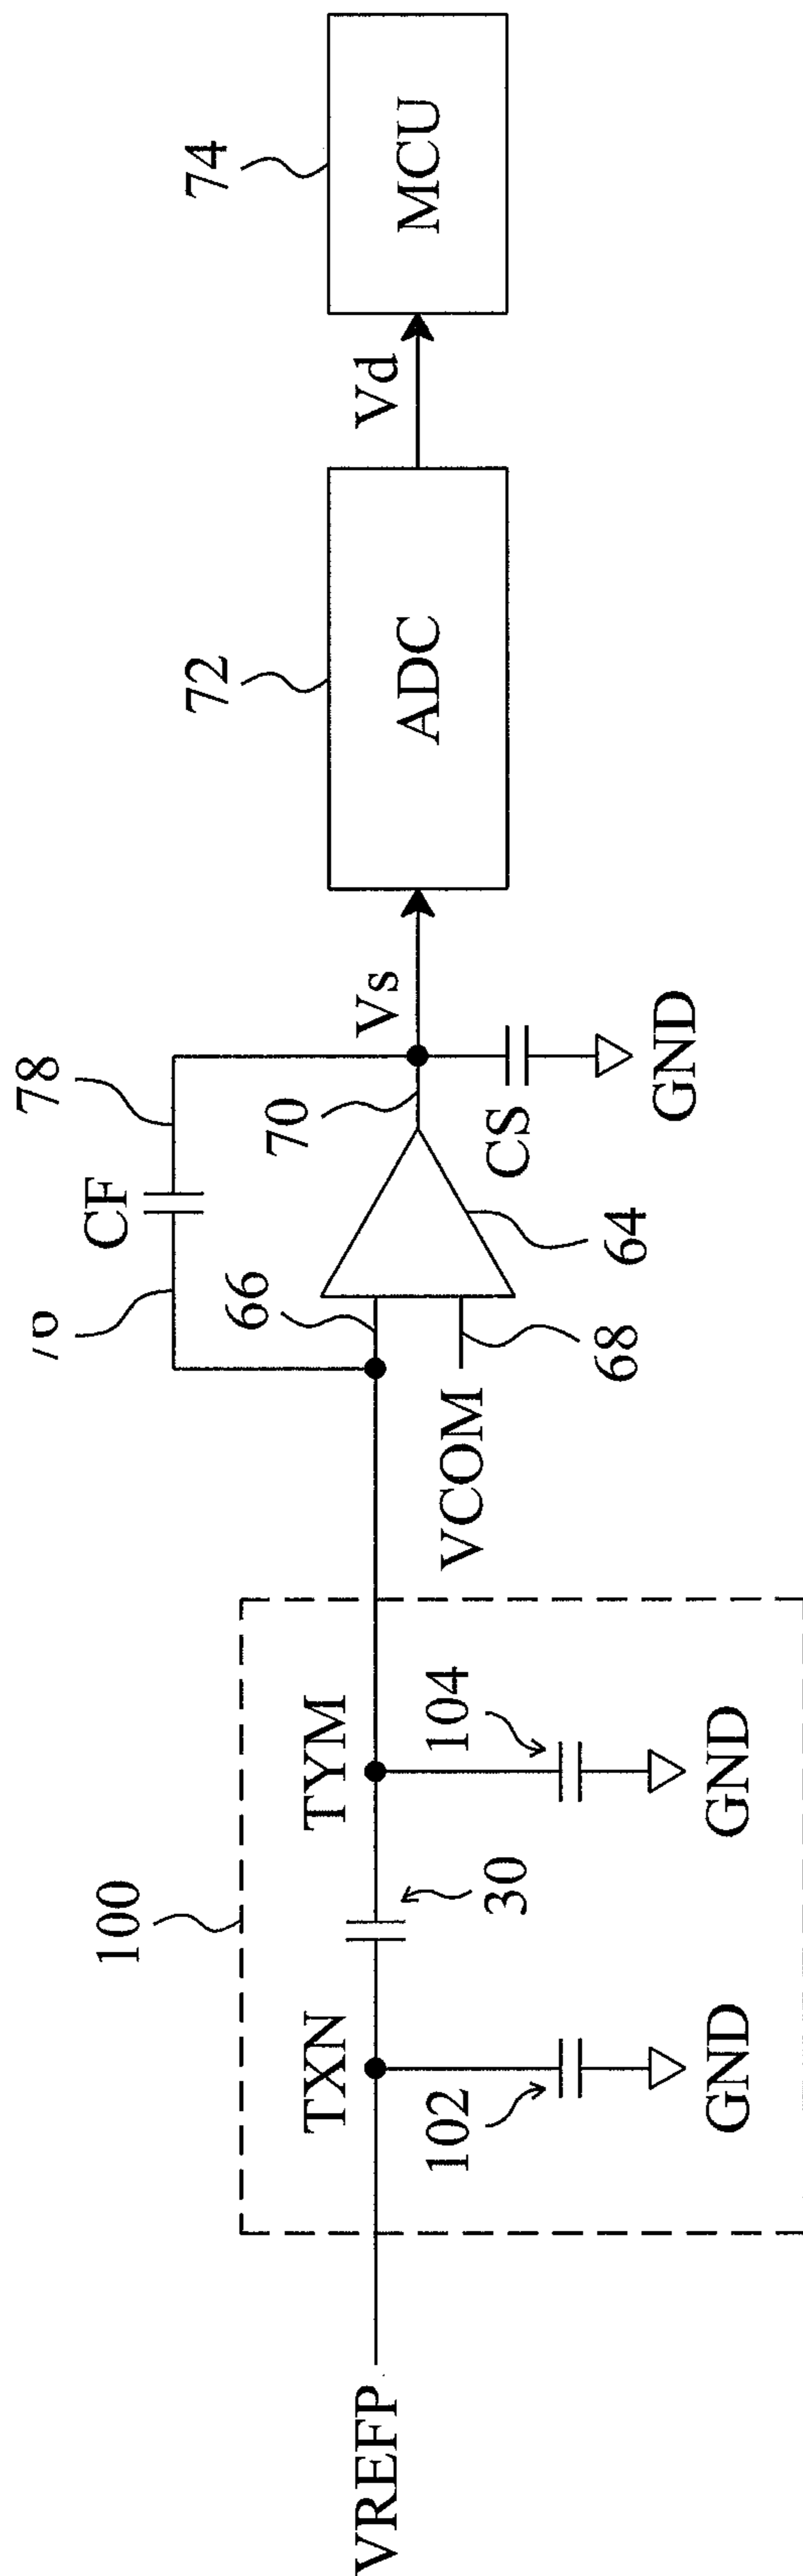 74
MCU
Vd
72
ADC
Vs
78
CF
70
CS
GND
66
64
68
VCOM
100
TYM
104
GND
30
TXN
102
GND
VREFP